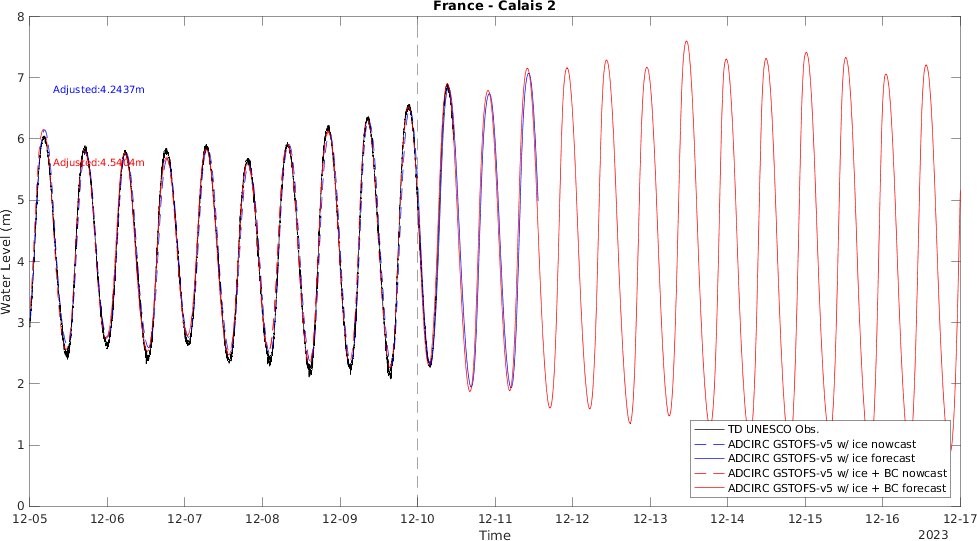 France - Calais 2
8
7
6
5
4
3
2
1
0
Water Level (m)
Adjusted:4.2437m
Adjusted:4.5404m
TD UNESCO Obs.
ADCIRC GSTOFS-v5 w/ ice nowcast
ADCIRC GSTOFS-v5 w/ ice forecast
ADCIRC GSTOFS-v5 w/ ice + BC nowcast
ADCIRC GSTOFS-v5 w/ ice + BC forecast
12-05 12-06 12-07 12-08 12-09 12-10 12-11 12-12 12-13 12-14 12-15 12-16 12-17
Time
2023